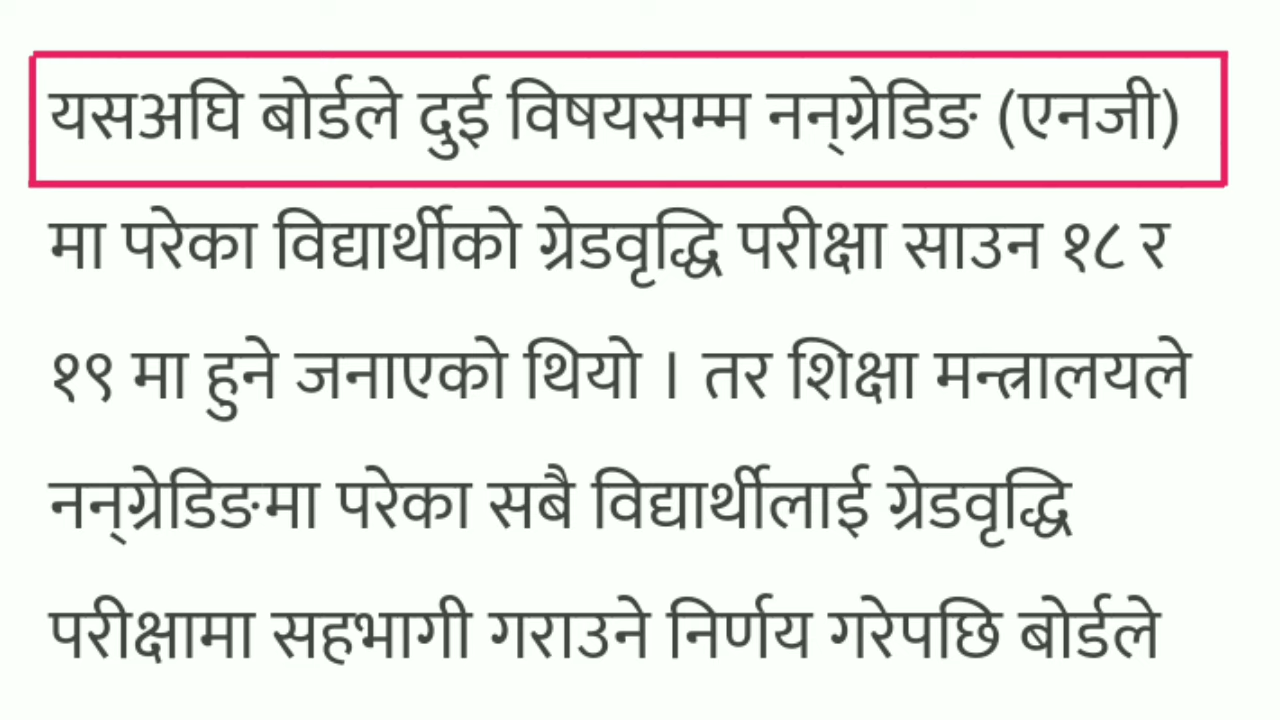 यसअघि बोर्डले दुई विषयसम्म नन्ग्रेडिङ (एनजी)
मा परेका विद्यार्थीको ग्रेडवृद्धि परीक्षा साउन १८ र
१९ मा हुने जनाएको थियो । तर शिक्षा मन्त्रालयले
नन्ग्रेडिङमा परेका सबै विद्यार्थीलाई ग्रेडवृद्धि
परीक्षामा सहभागी गराउने निर्णय गरेपछि बोर्डले